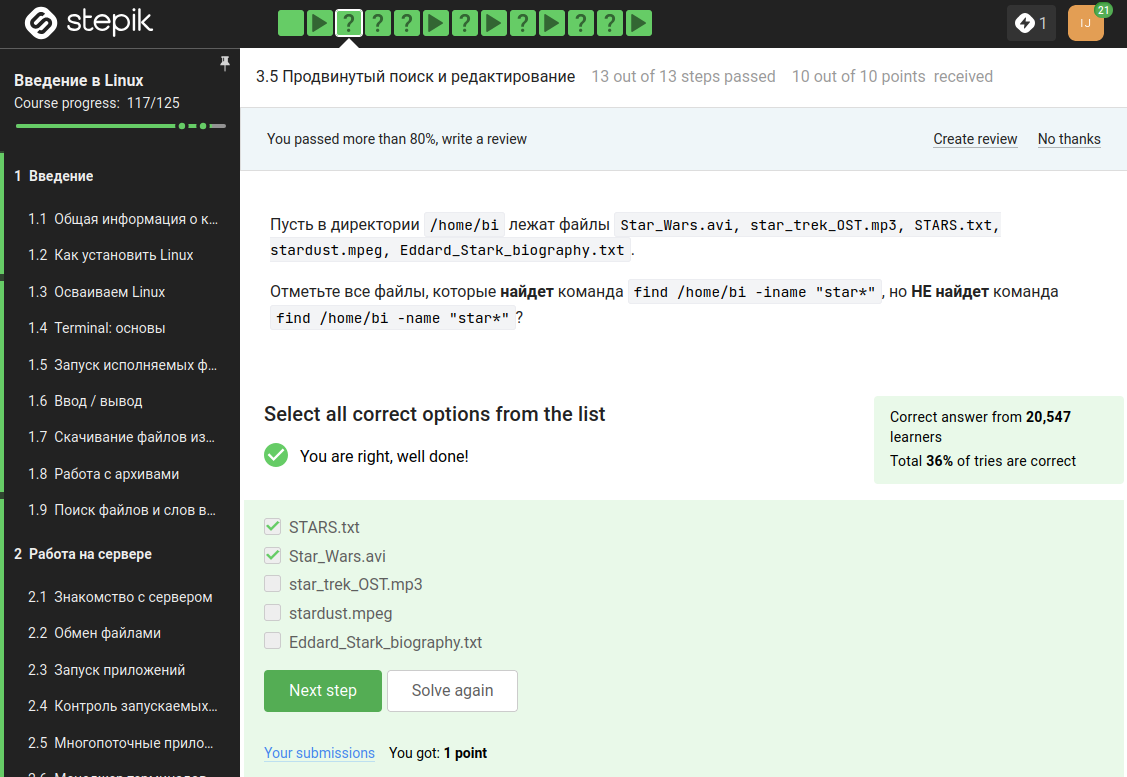 stepik
? ? ? ? ? ? ?
1
IJ
21
Введение в Linux
Course progress: 117/125
1 Введение
1.1 Общая информация о к...
1.2 Как установить Linux
1.3 Осваиваем Linux
1.4 Terminal: основы
1.5 Запуск исполняемых ф...
1.6 Ввод / вывод
1.7 Скачивание файлов из...
1.8 Работа с архивами
1.9 Поиск файлов и слов в...
2 Работа на сервере
2.1 Знакомство с сервером
2.2 Обмен файлами
2.3 Запуск приложений
2.4 Контроль запускаемых...
2.5 Многопоточные прило...
3.5 Продвинутый поиск и редактирование 13 out of 13 steps passed 10 out of 10 points received
You passed more than 80%, write a review Create review No thanks
Пусть в директории /home/bi лежат файлы Star_Wars.avi, star_trek_OST.mp3, STARS.txt,
stardust.mpeg, Eddard_Stark_biography.txt .
Отметьте все файлы, которые найдет команда find /home/bi -iname "star*" , но НЕ найдет команда
find /home/bi -name "star*" ?
Select all correct options from the list
You are right, well done!
Correct answer from 20,547
learners
Total 36% of tries are correct
STARS.txt
Star_Wars.avi
star_trek_OST.mp3
stardust.mpeg
Eddard_Stark_biography.txt
Next step Solve again
Your submissions You got: 1 point